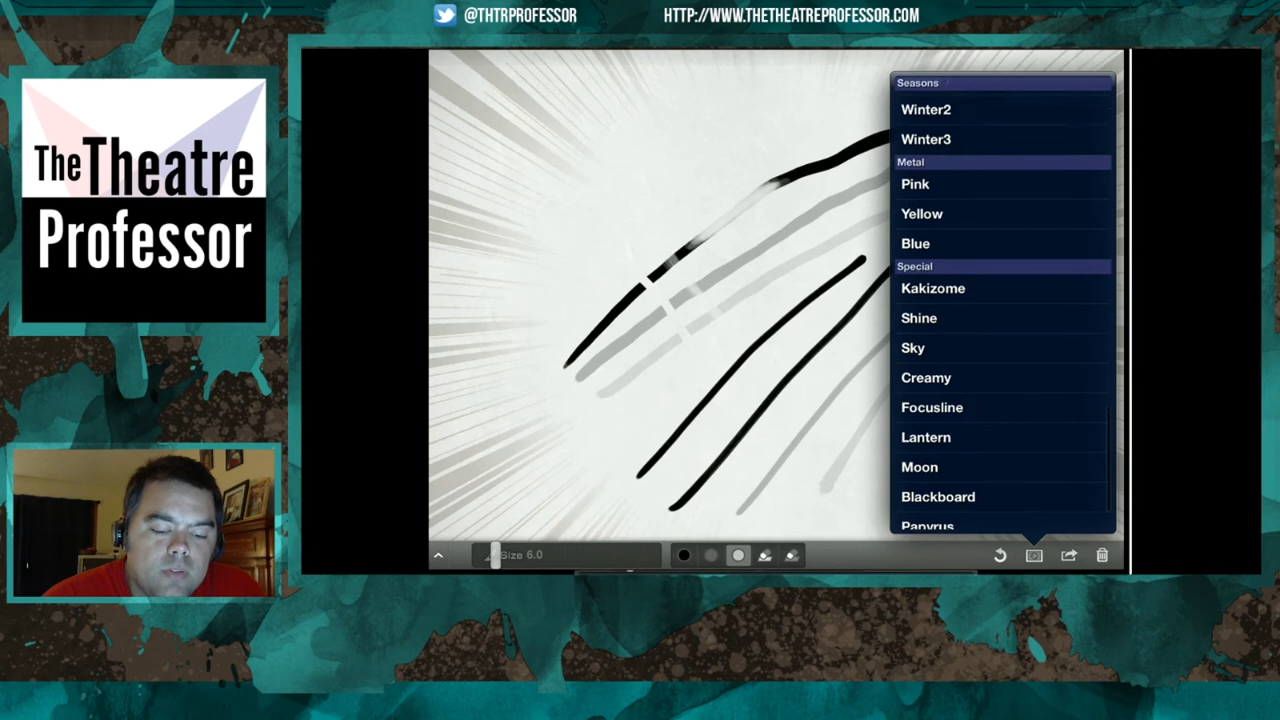 @THTRPROFESSOR
HTTP://WWW.THETHEATREPROFESSOR.COM
The Theatre
Professor
Seasons
Winter2
Winter3
Metal
Pink
Yellow
Blue
Special
Kakizome
Shine
Sky
Creamy
Focusline
Lantern
Moon
Blackboard
Papyrus
Size 6.0